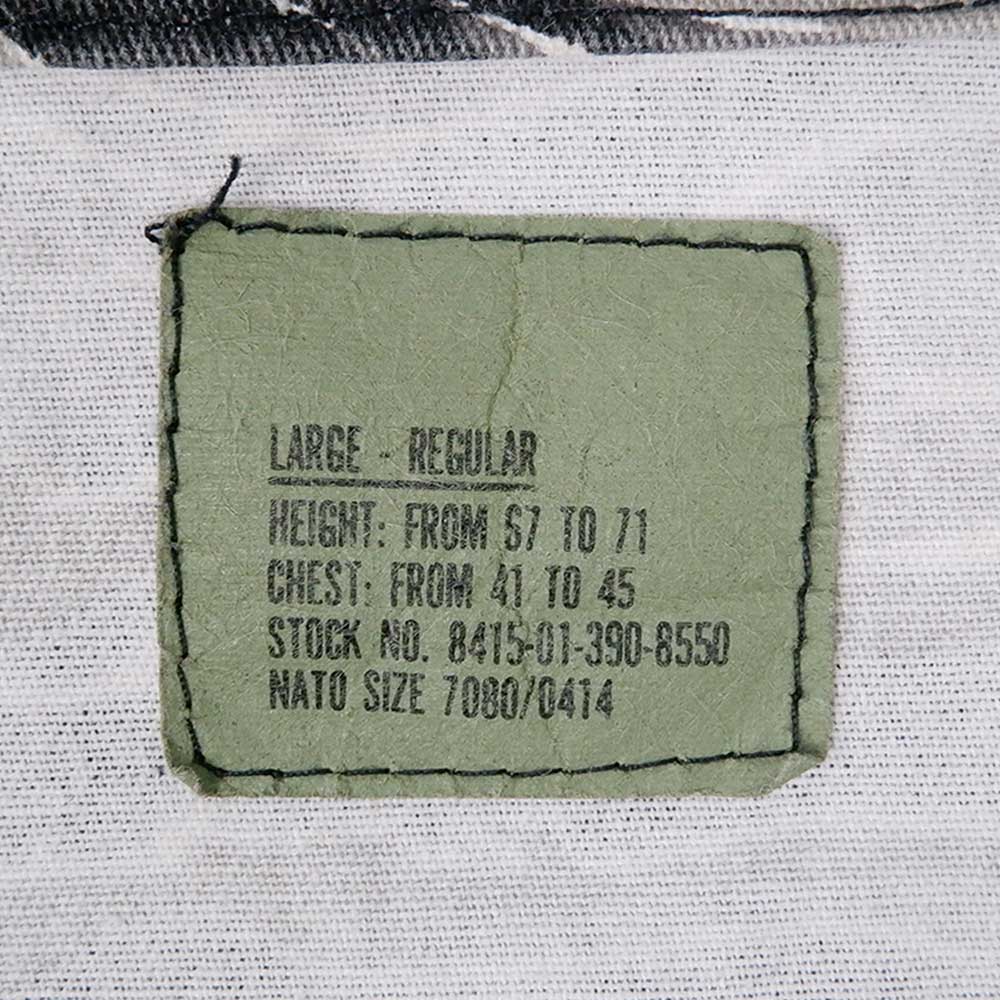 LARGE - REGULAR
HEIGHT: FROM 67 TO 71
CHEST: FROM 41 TO 45
STOCK NO. 8415-01-390-8550
NATO SIZE 7080/0414